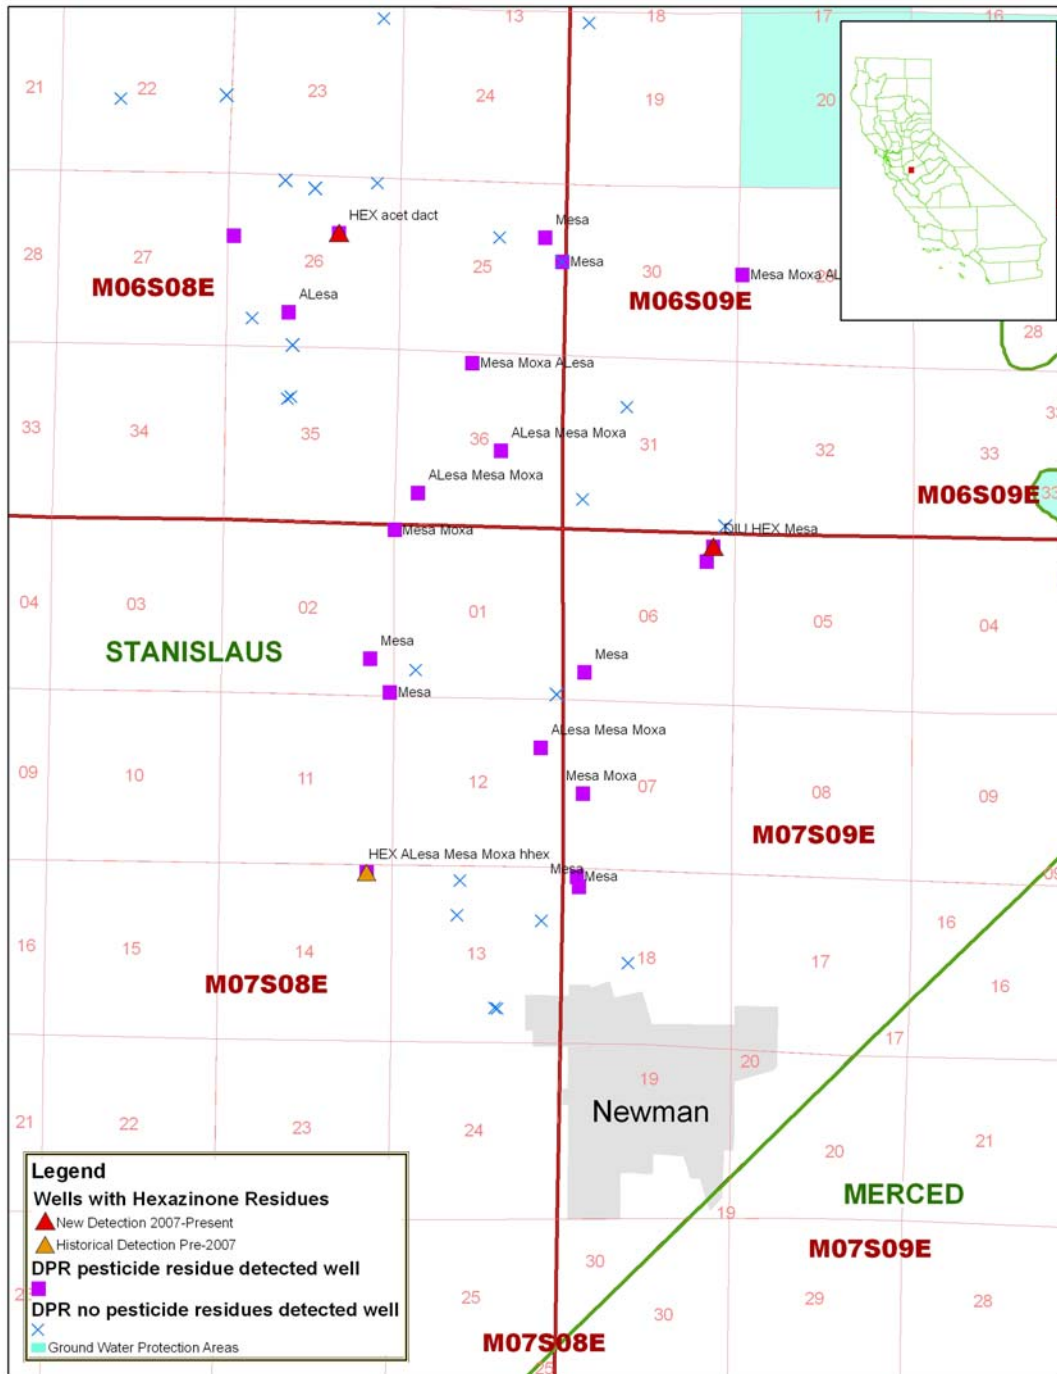 13
18
17
16
21
22
23
24
19
20
HEX acet dact
Mesa
28
27
26
25
Mesa
30
Mesa Moxa AL
M06S08E
M06S09E
ALesa
28
Mesa Moxa ALesa
33
34
35
36
ALesa Mesa Moxa
31
32
33
ALesa Mesa Moxa
M06S09E
33
Mesa Moxa
DIU HEX Mesa
04
03
02
01
06
05
04
STANISLAUS
Mesa
Mesa
Mesa
ALesa Mesa Moxa
09
10
11
12
Mesa Moxa
07
08
09
M07S09E
HEX ALesa Mesa Moxa hhex
Mesa
Mesa
09
16
15
14
13
18
17
16
16
M07S08E
17
20
19
Newman
21
22
23
24
20
21
MERCED
19
M07S09E
Legend
Wells with Hexazinone Residues
New Detection 2007-Present
Historical Detection Pre-2007
DPR pesticide residue detected well
DPR no pesticide residues detected well
Ground Water Protection Areas
25
30
30
29
28
M07S08E
25